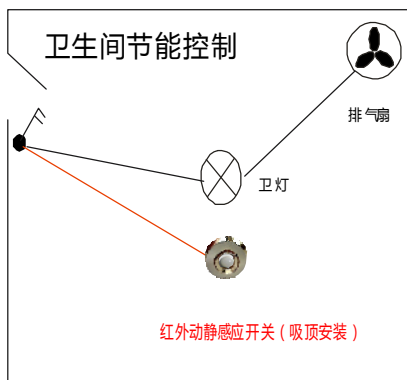 卫生间节能控制
排气扇
卫灯
红外动静感应开关（吸顶安装）